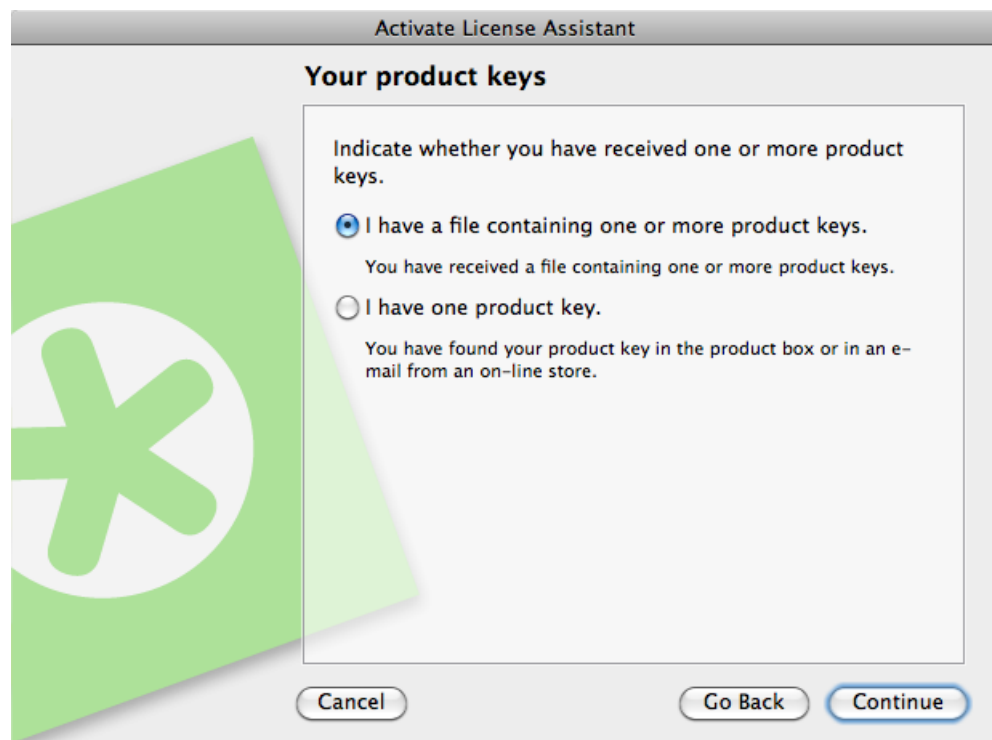 Activate License Assistant
Your product keys
Indicate whether you have received one or more product
keys.
I have a file containing one or more product keys.
You have received a file containing one or more product keys.
I have one product key.
You have found your product key in the product box or in an e-
mail from an on-line store.
Cancel
Go Back
Continue